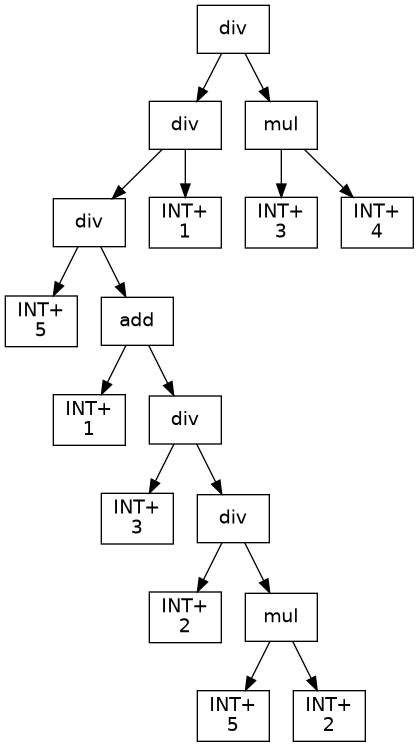 div
div
mul
div
INT+
1
INT+
3
INT+
4
INT+
5
add
INT+
1
div
INT+
3
div
INT+
2
mul
INT+
5
INT+
2